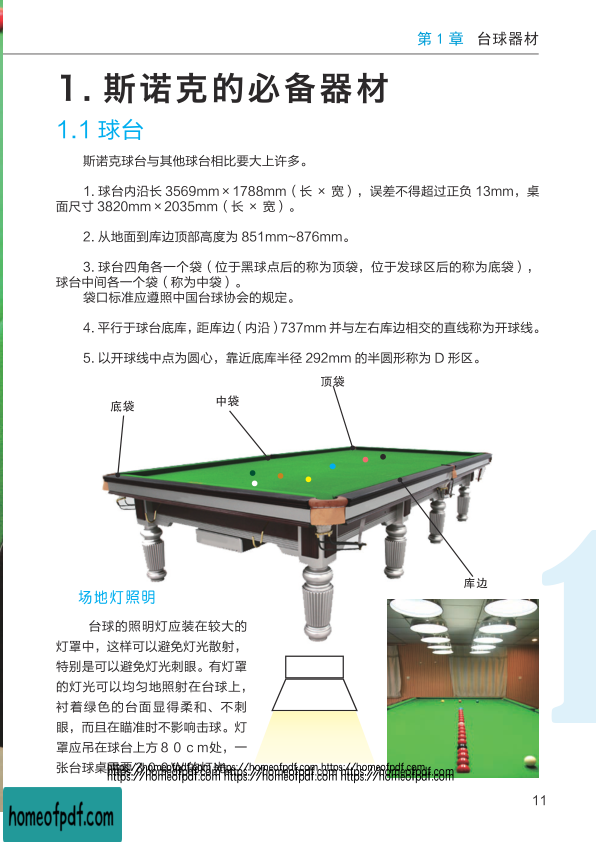 第 1 章 台球器材
1. 斯诺克的必备器材
1.1 球台
斯诺克球台与其他球台相比要大上许多。
1. 球台内沿长 3569mm×1788mm（长 × 宽），误差不得超过正负 13mm，桌
面尺寸 3820mm×2035mm（长 × 宽）。
2. 从地面到库边顶部高度为 851mm~876mm。
3. 球台四角各一个袋（位于黑球点后的称为顶袋，位于发球区后的称为底袋），
球台中间各一个袋（称为中袋）。
袋口标准应遵照中国台球协会的规定。
4. 平行于球台底库，距库边（内沿）737mm 并与左右库边相交的直线称为开球线。
5. 以开球线中点为圆心，靠近底库半径 292mm 的半圆形称为 D 形区。
顶袋
中袋
底袋
库边
场地灯照明
台球的照明灯应装在较大的
灯罩中，这样可以避免灯光散射，
特别是可以避免灯光刺眼。有灯罩
的灯光可以均匀地照射在台球上，
衬着绿色的台面显得柔和、不刺
眼，而且在瞄准时不影响击球。灯
罩应吊在球台上方８０ｃｍ处，一
张台球桌
https://homeofpdf.com https://homeofpdf.com https://homeofpdf.com
https://homeofpdf.com https://homeofpdf.com https://homeofpdf.com
11
homeofpdf.com